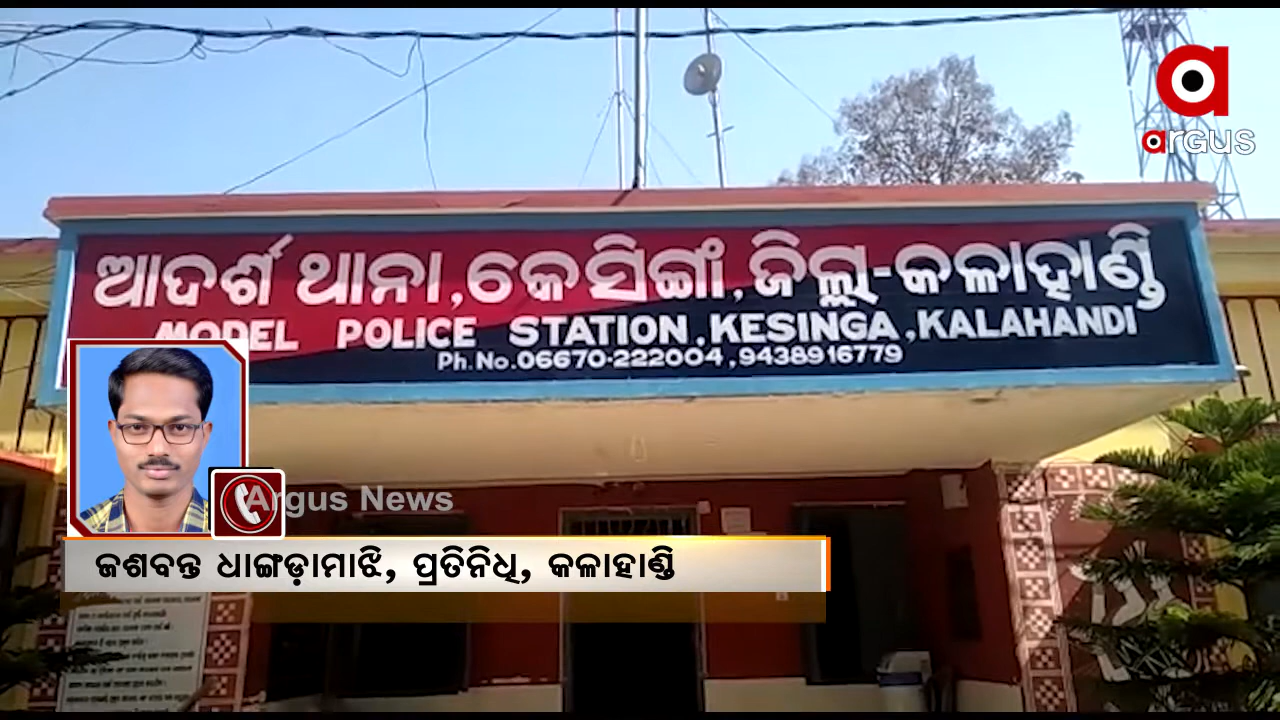 argus
ଆଦର୍ଶ ଥାନା, କେସିଙ୍ଗା, ଜିଲ୍ଲା-କଳାହାଣ୍ଡି
MODEL POLICE STATION, KESINGA, KALAHANDI
Ph. No. 06670-222004, 9438916779
Argus News
ଜଶବନ୍ତ ଧାଙ୍ଗଡ଼ାମାଝି, ପ୍ରତିନିଧି, କଳାହାଣ୍ଡି